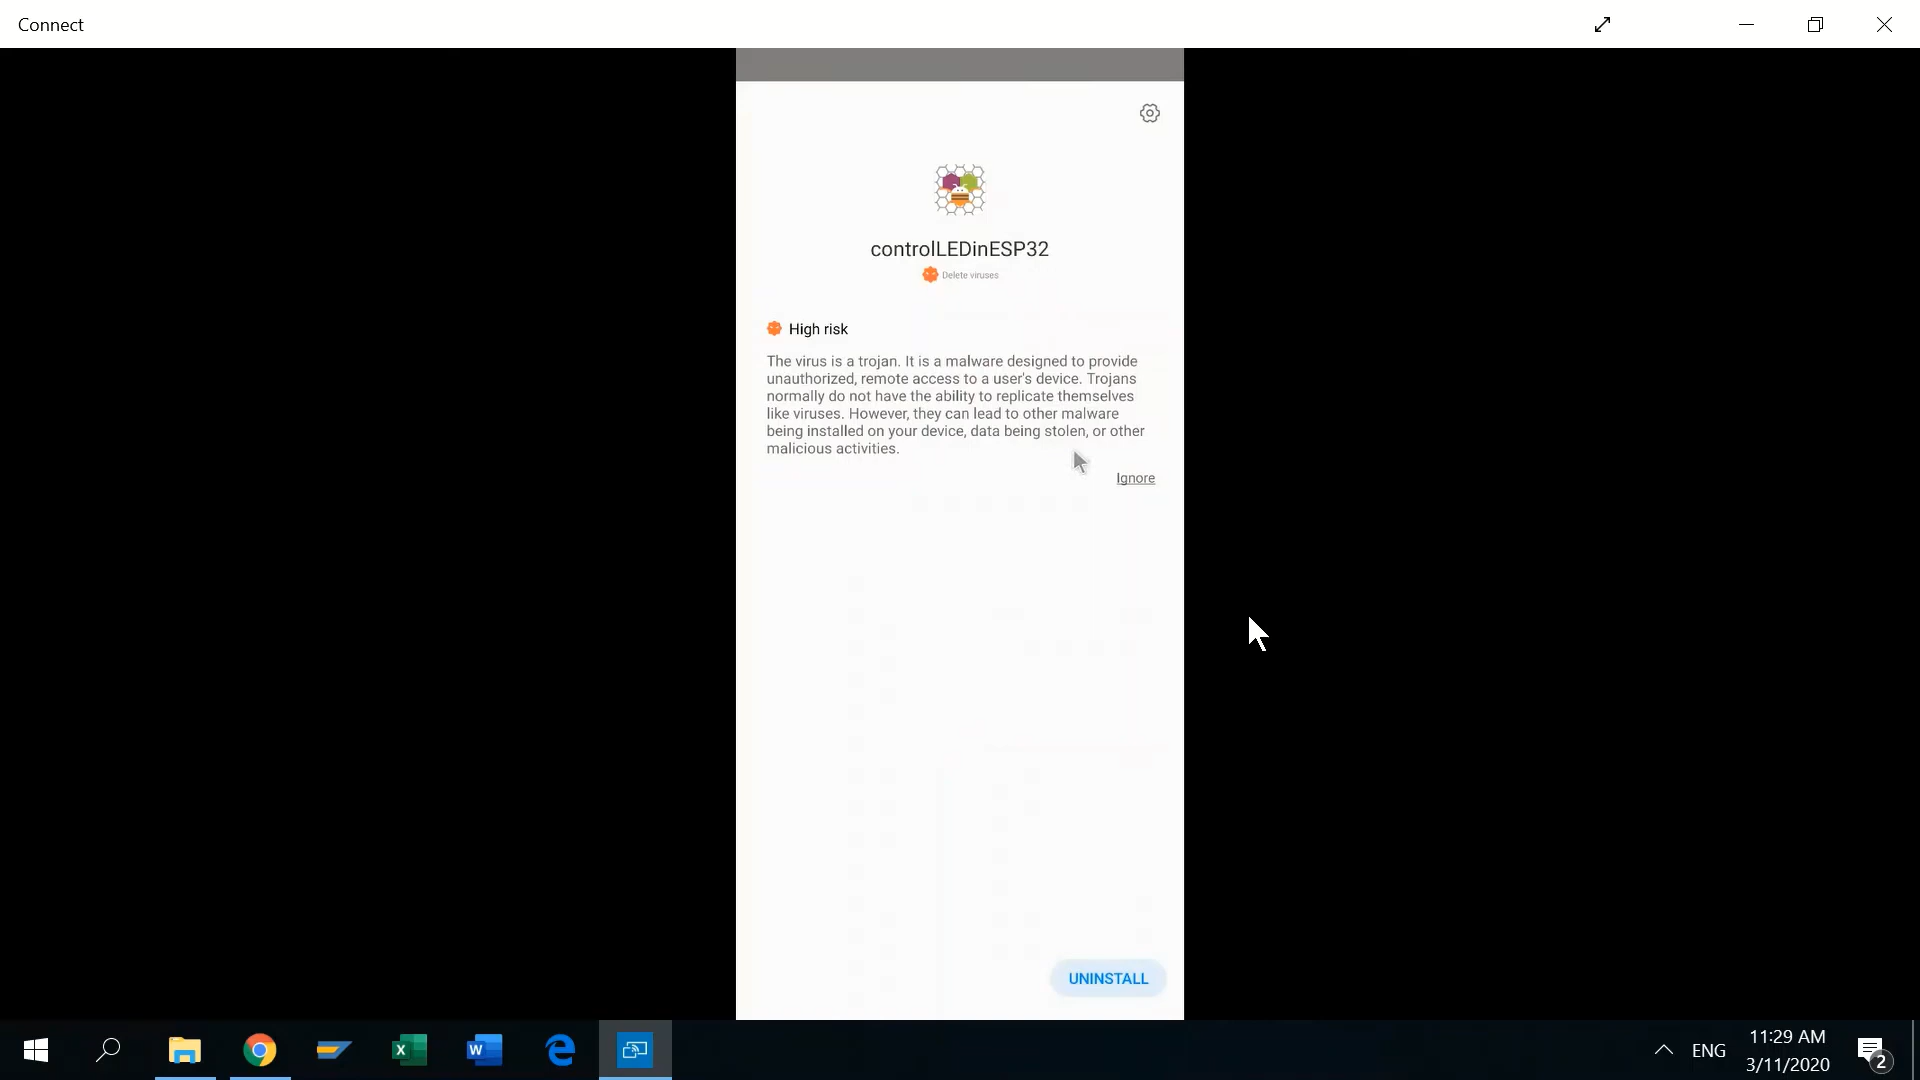 Connect
controlLEDinESP32
Delete viruses
High risk
The virus is a trojan. It is a malware designed to provide
unauthorized, remote access to a user's device. Trojans
normally do not have the ability to replicate themselves
like viruses. However, they can lead to other malware
being installed on your device, data being stolen, or other
malicious activities.
Ignore
UNINSTALL
X
W
ENG
11:29 AM
3/11/2020
2